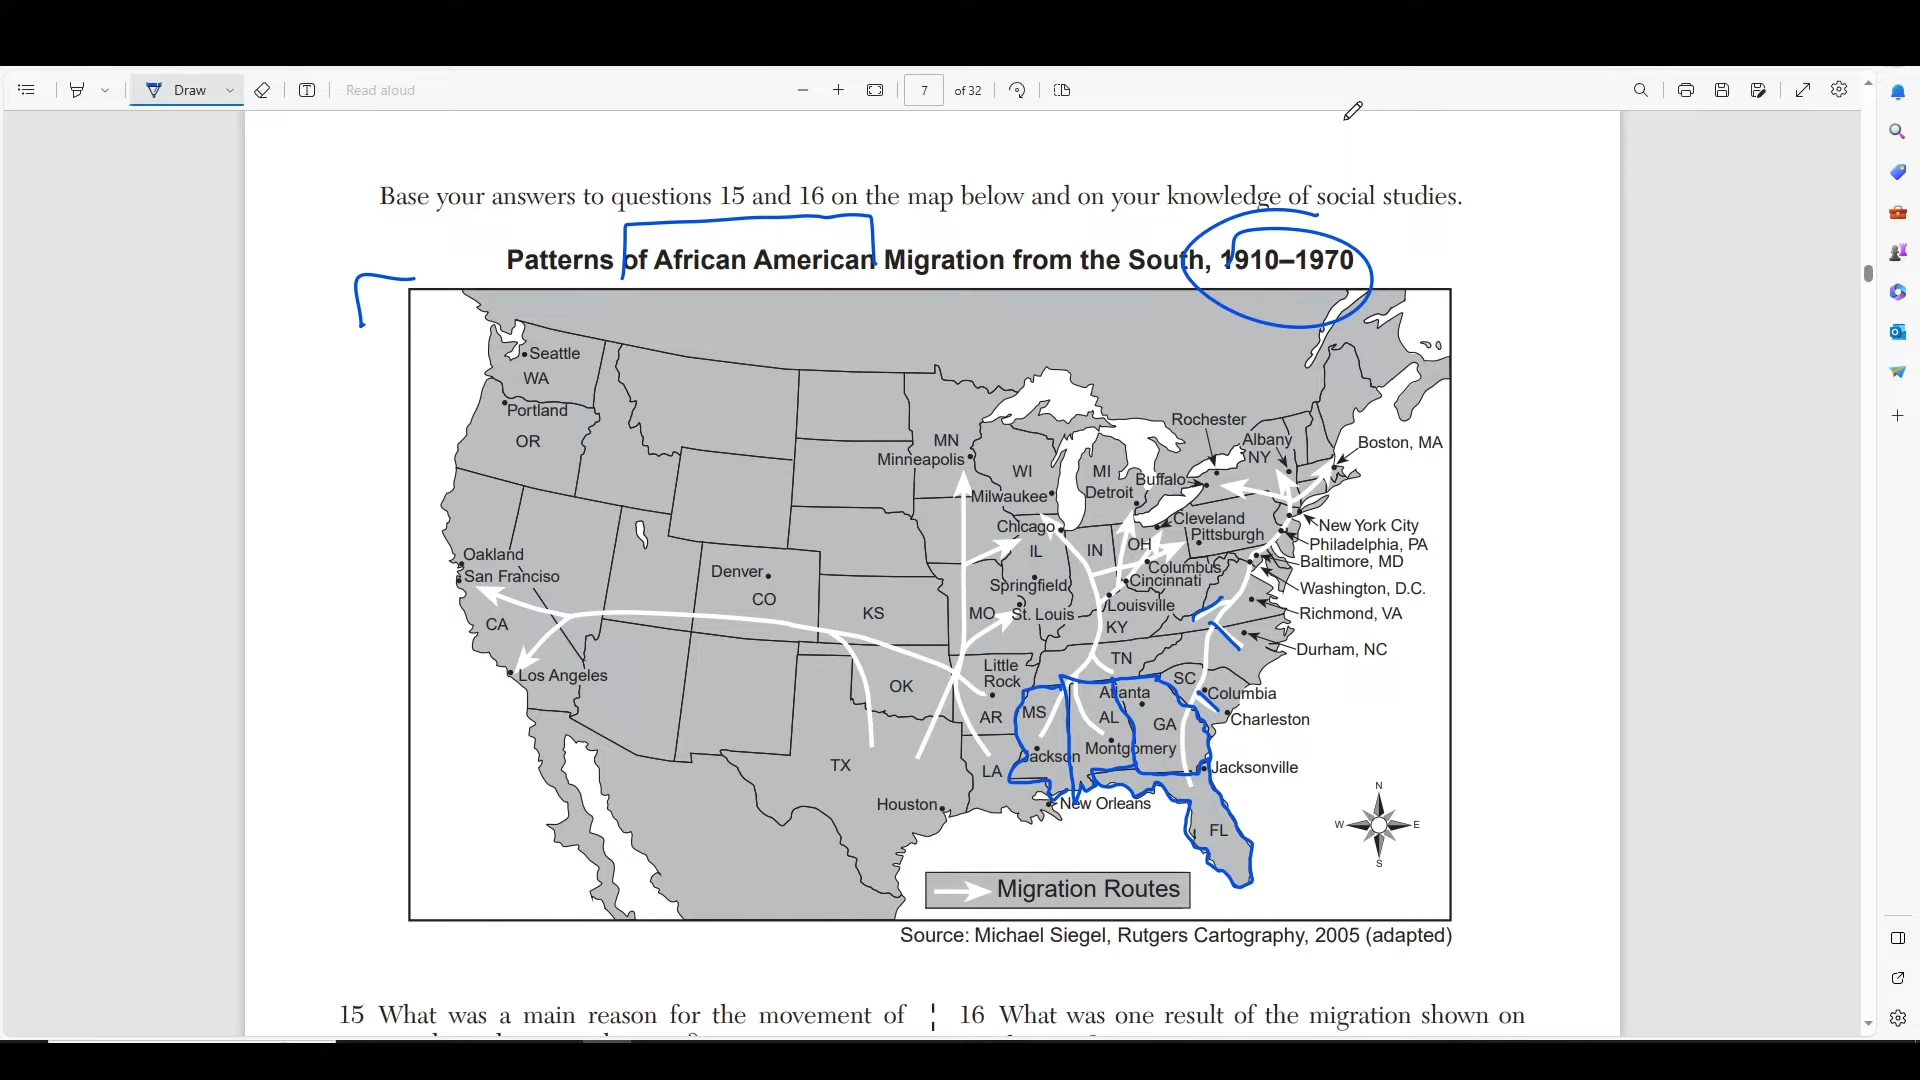 Draw
Read aloud
7
of 32
Base your answers to questions 15 and 16 on the map below and on your knowledge of social studies.
Patterns of African American Migration from the South, 1910–1970
Seattle
WA
Portland
OR
MN
Minneapolis
WI
Milwaukee
MI
Detroit
Rochester
Albany
NY
Buffalo
Boston, MA
Chicago
IL
IN
OH
Cleveland
Pittsburgh
New York City
Philadelphia, PA
Baltimore, MD
Washington, D.C.
Richmond, VA
Durham, NC
Oakland
San Franciso
CA
Los Angeles
Denver
CO
KS
MO
Springfield
St. Louis
Columbus
Cincinnati
Louisville
KY
TN
OK
Little
Rock
AR
MS
Jackson
Atlanta
AL
Montgomery
GA
SC
Columbia
Charleston
TX
LA
Houston
New Orleans
Jacksonville
FL
N
W
E
S
Migration Routes
Source: Michael Siegel, Rutgers Cartography, 2005 (adapted)
15 What was a main reason for the movement of
16 What was one result of the migration shown on